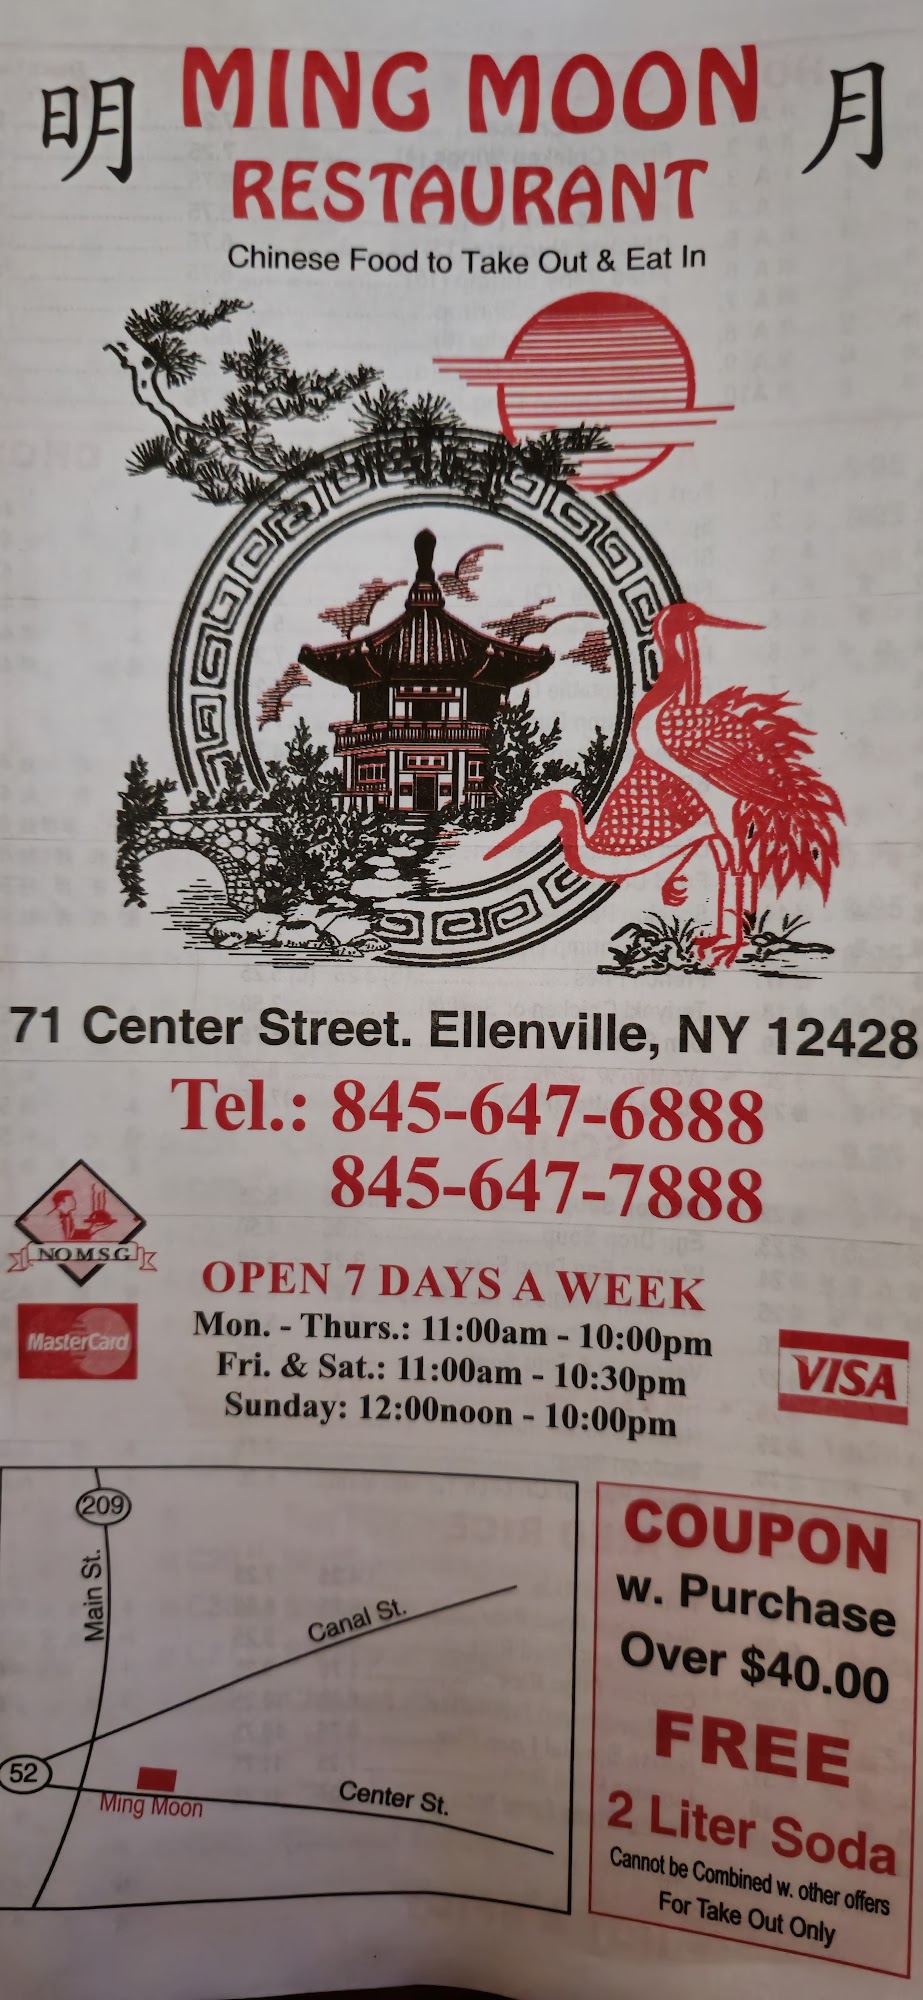 明 MING MOON 月
RESTAURANT
Chinese Food to Take Out & Eat In
71 Center Street. Ellenville, NY 12428
Tel.: 845-647-6888
845-647-7888
NO MSG
MasterCard
OPEN 7 DAYS A WEEK
Mon. - Thurs.: 11:00am - 10:00pm
Fri. & Sat.: 11:00am - 10:30pm
Sunday: 12:00noon - 10:00pm
VISA
209
Main St.
Canal St.
52
Ming Moon
Center St.
COUPON
w. Purchase
Over $40.00
FREE
2 Liter Soda
Cannot be Combined w. other offers
For Take Out Only